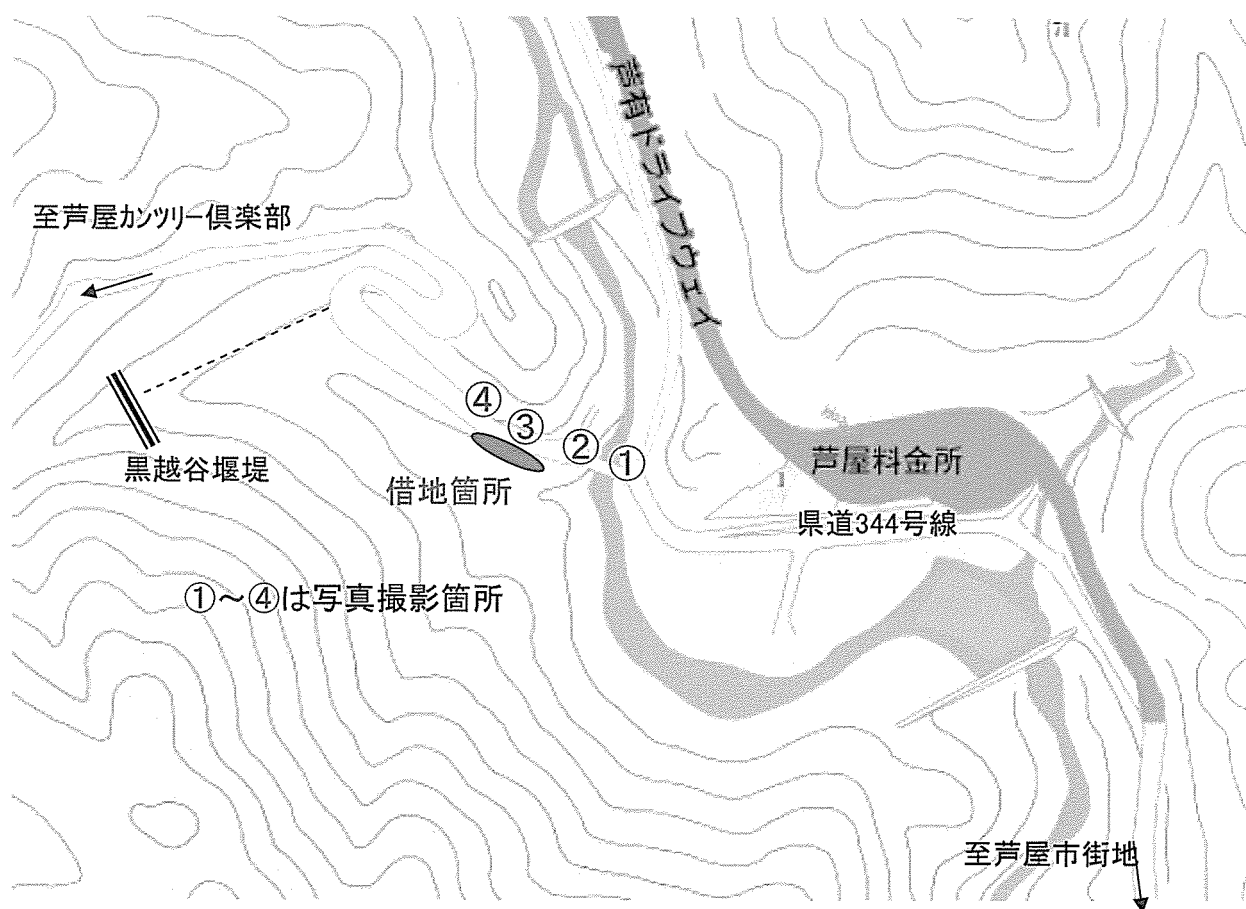 芦有ドライブウェイ
至芦屋カンツリー倶楽部
④
③
②
①
黒越谷堰堤
借地箇所
芦屋料金所
県道344号線
①～④は写真撮影箇所
至芦屋市街地